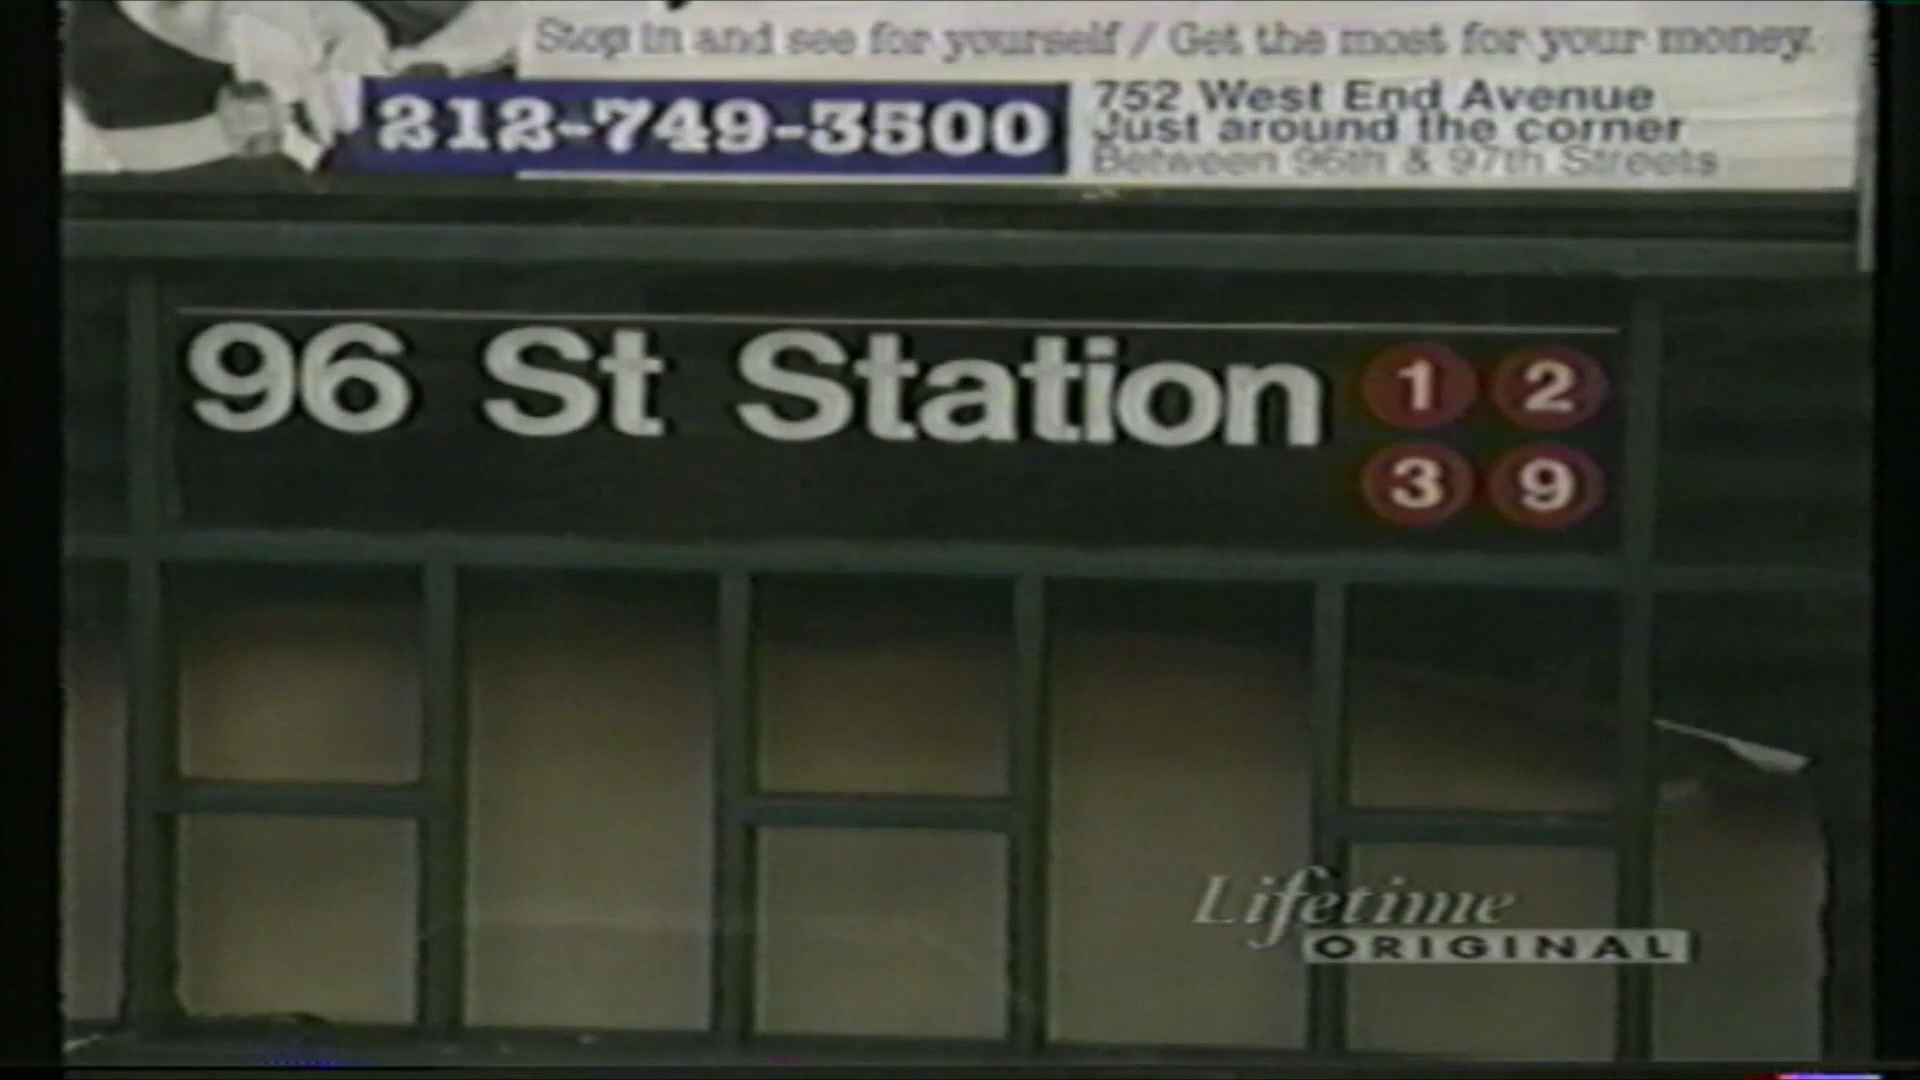 Stop in and see for yourself / Get the most for your money.
212-749-3500
752 West End Avenue
Just around the corner
Between 96th & 97th Streets
96 St Station 1 2
3 9
Lifetime
ORIGINAL